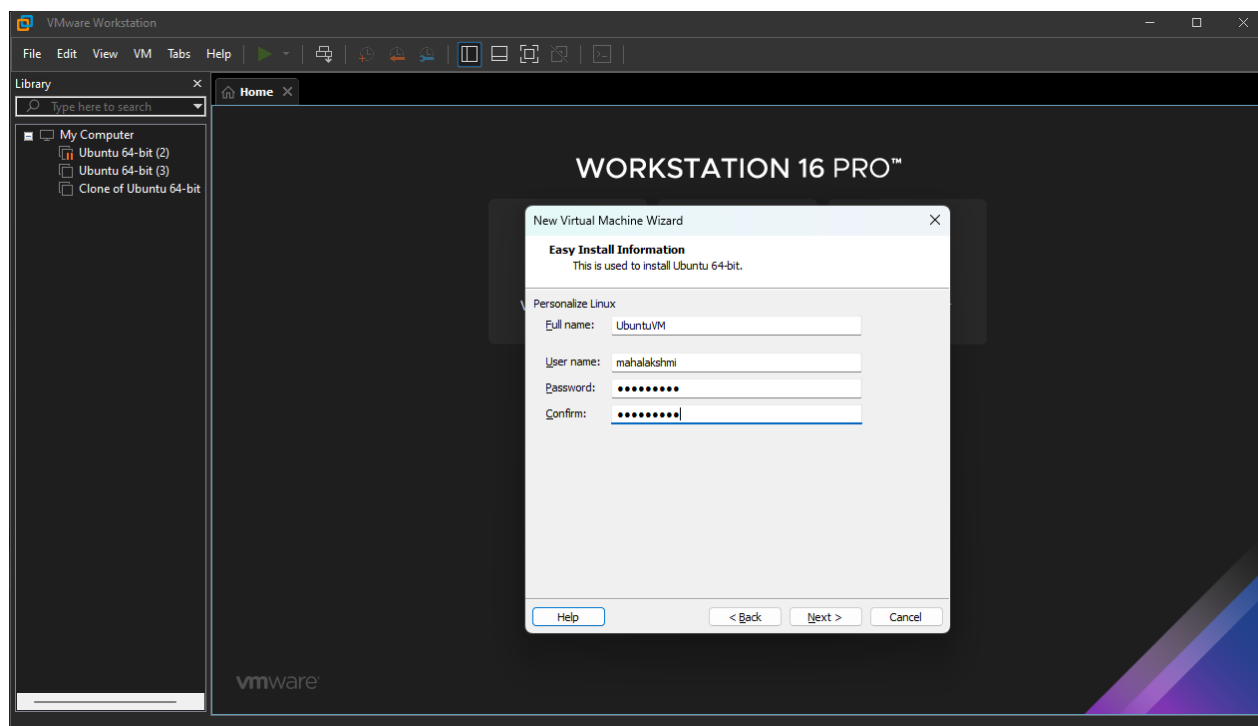 VMware Workstation
File Edit View VM Tabs Help
Library
Type here to search
Home
My Computer
Ubuntu 64-bit (2)
Ubuntu 64-bit (3)
Clone of Ubuntu 64-bit
WORKSTATION 16 PRO™
New Virtual Machine Wizard
Easy Install Information
This is used to install Ubuntu 64-bit.
Personalize Linux
Full name: UbuntuVM
User name: mahalakshmi
Password: ●●●●●●●●●
Confirm: ●●●●●●●●●
Help < Back Next > Cancel
vmware